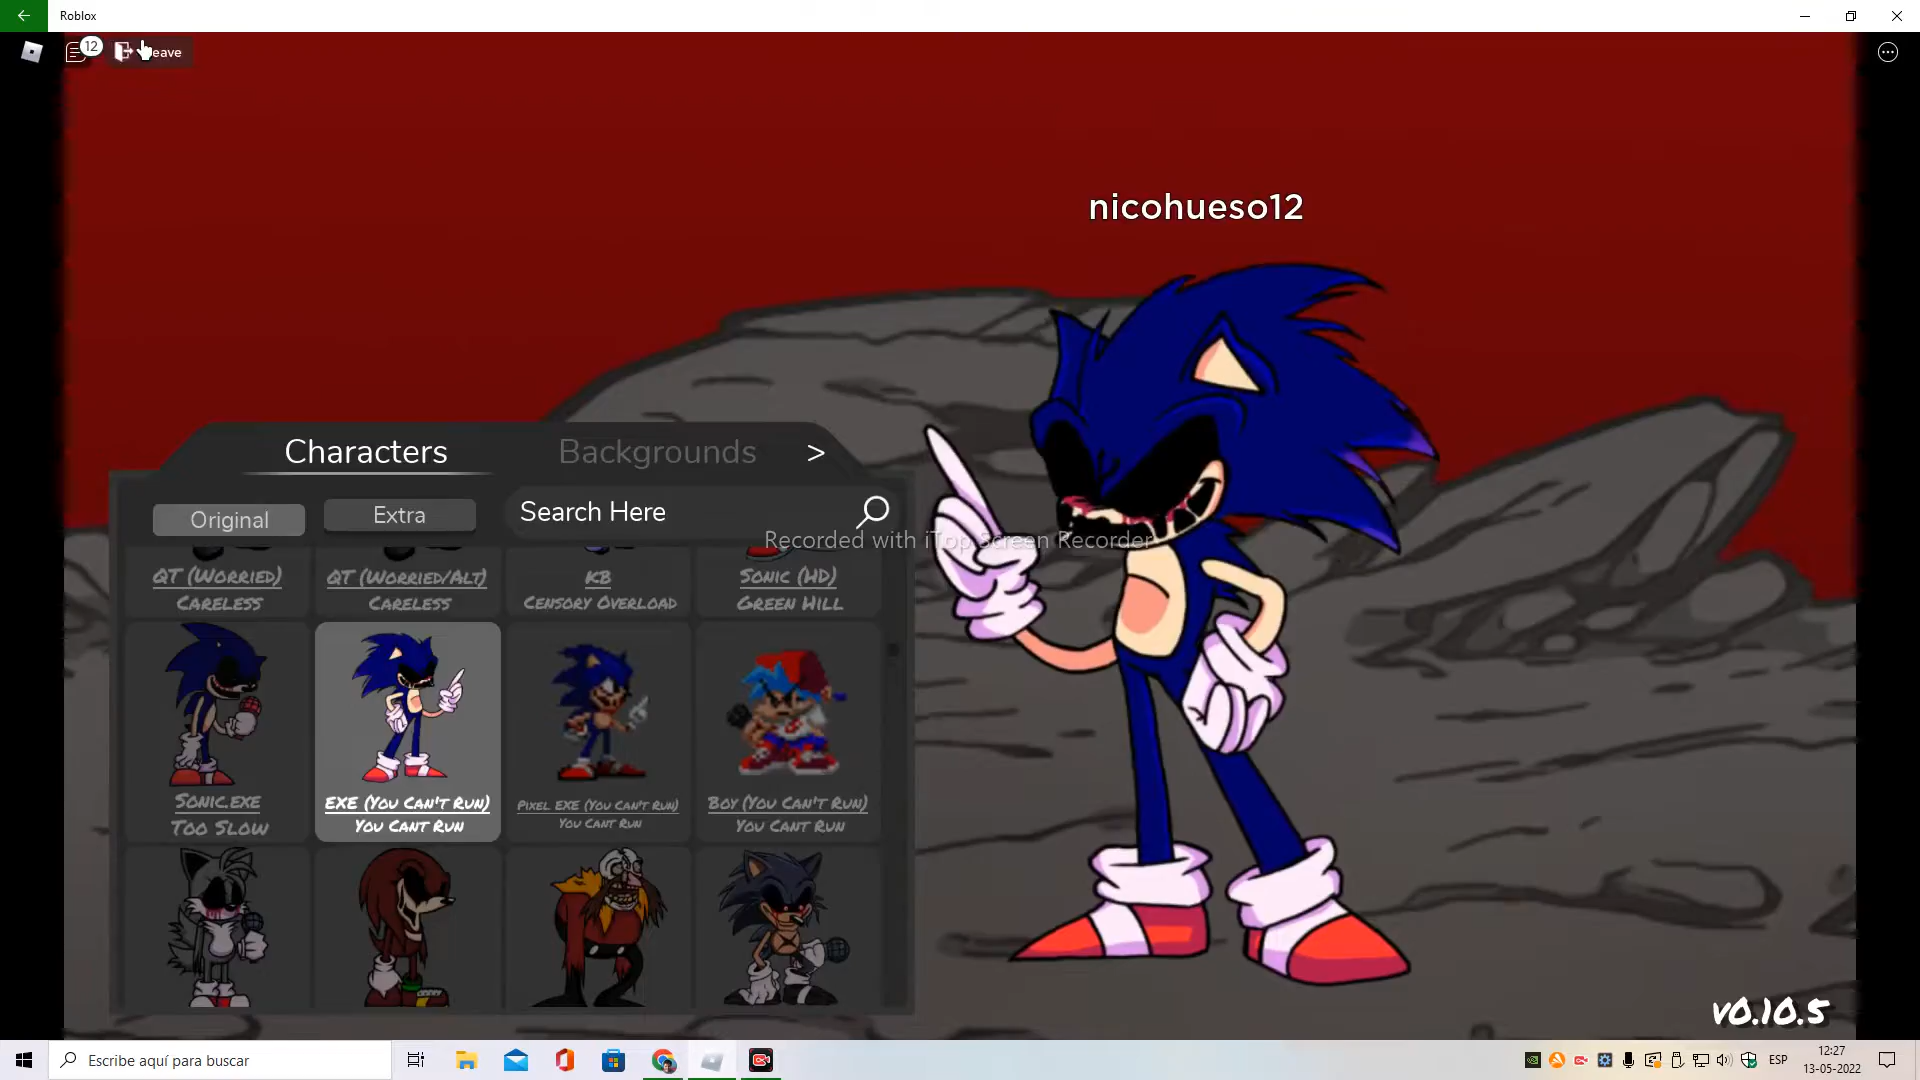 Roblox
12
eave
nicohueso12
Characters
Backgrounds
>
Original
Extra
Search Here
Recorded with iTop Screen Recorder
QT (Worried)
Careless
QT (Worried/Alt)
Careless
KB
Censory Overload
Sonic (HD)
Green Hill
Sonic.exe
Too Slow
EXE (You Can't Run)
You Cant Run
Pixel EXE (You Can't Run)
You Cant Run
Boy (You Can't Run)
You Cant Run
v0.10.5
Escribe aquí para buscar
ESP
12:27
13-05-2022